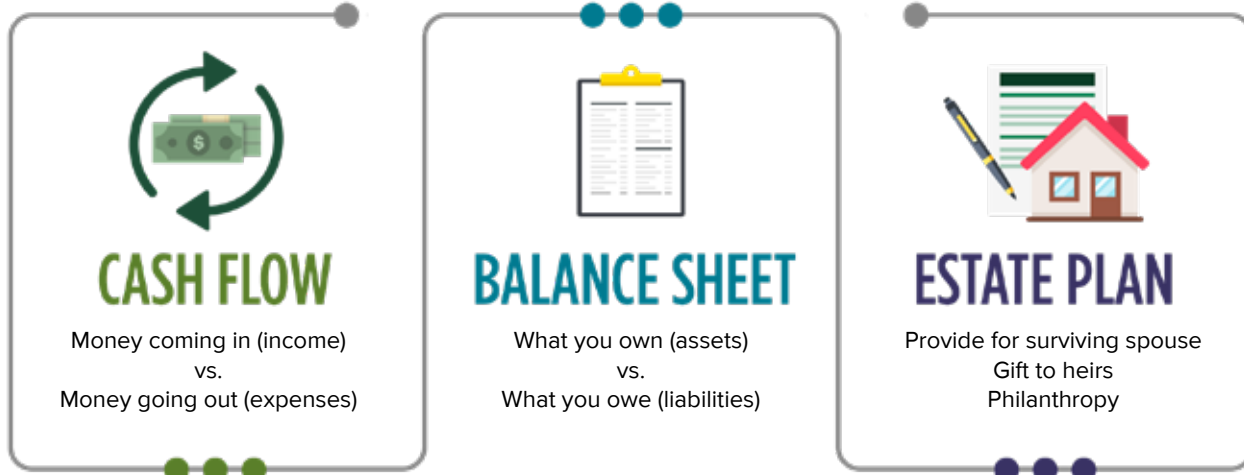 $
CASH FLOW
Money coming in (income)
vs.
Money going out (expenses)
BALANCE SHEET
What you own (assets)
vs.
What you owe (liabilities)
ESTATE PLAN
Provide for surviving spouse
Gift to heirs
Philanthropy